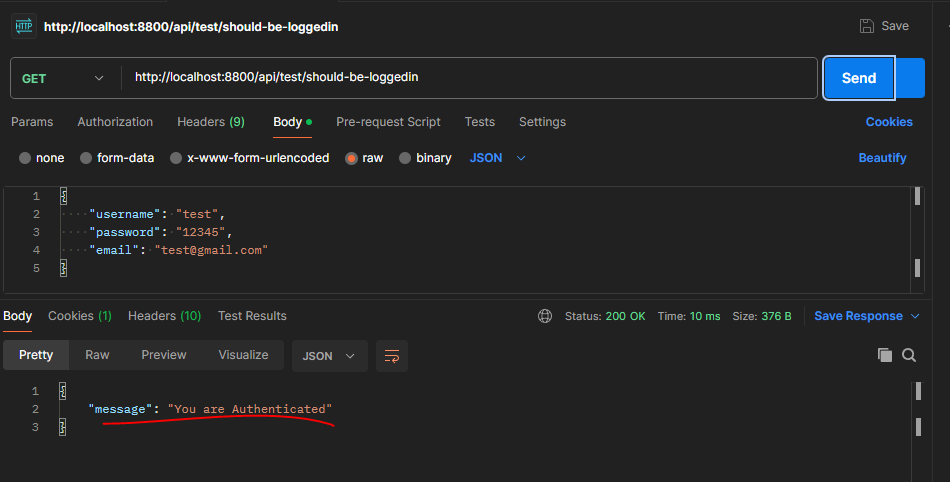 HTTP http://localhost:8800/api/test/should-be-loggedin Save
GET http://localhost:8800/api/test/should-be-loggedin Send
Params Authorization Headers (9) Body Pre-request Script Tests Settings Cookies
none form-data x-www-form-urlencoded raw binary JSON Beautify
1 {
2 "username": "test",
3 "password": "12345",
4 "email": "test@gmail.com"
5 }
Body Cookies (1) Headers (10) Test Results Status: 200 OK Time: 10 ms Size: 376 B Save Response
Pretty Raw Preview Visualize JSON
1 {
2 "message": "You are Authenticated"
3 }